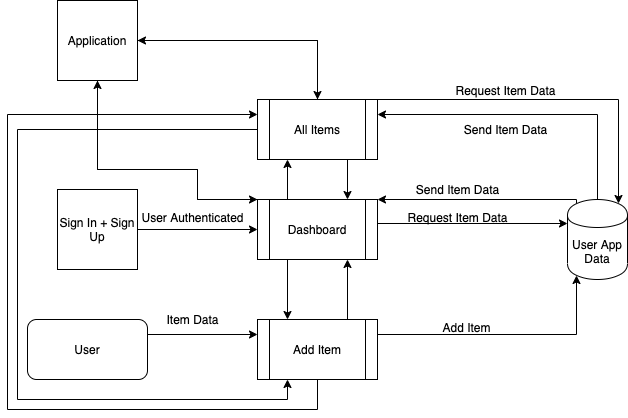 Application
Request Item Data
All Items
Send Item Data
Send Item Data
Sign In + Sign
Up
User Authenticated
Dashboard
Request Item Data
User App
Data
Item Data
Add Item
User
Add Item